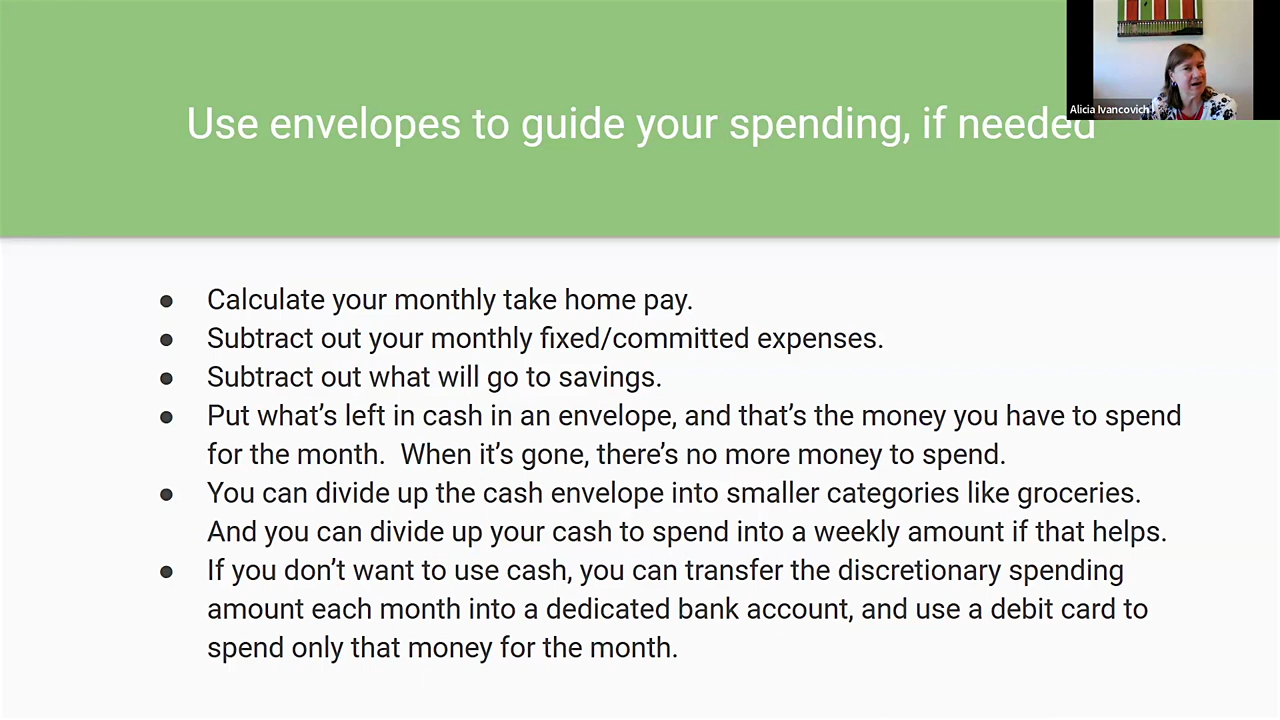 Use envelopes to guide your spending, if needed
Alicia Ivancovich
● Calculate your monthly take home pay.
● Subtract out your monthly fixed/committed expenses.
● Subtract out what will go to savings.
● Put what’s left in cash in an envelope, and that’s the money you have to spend
for the month.  When it’s gone, there’s no more money to spend.
● You can divide up the cash envelope into smaller categories like groceries.
And you can divide up your cash to spend into a weekly amount if that helps.
● If you don’t want to use cash, you can transfer the discretionary spending
amount each month into a dedicated bank account, and use a debit card to
spend only that money for the month.